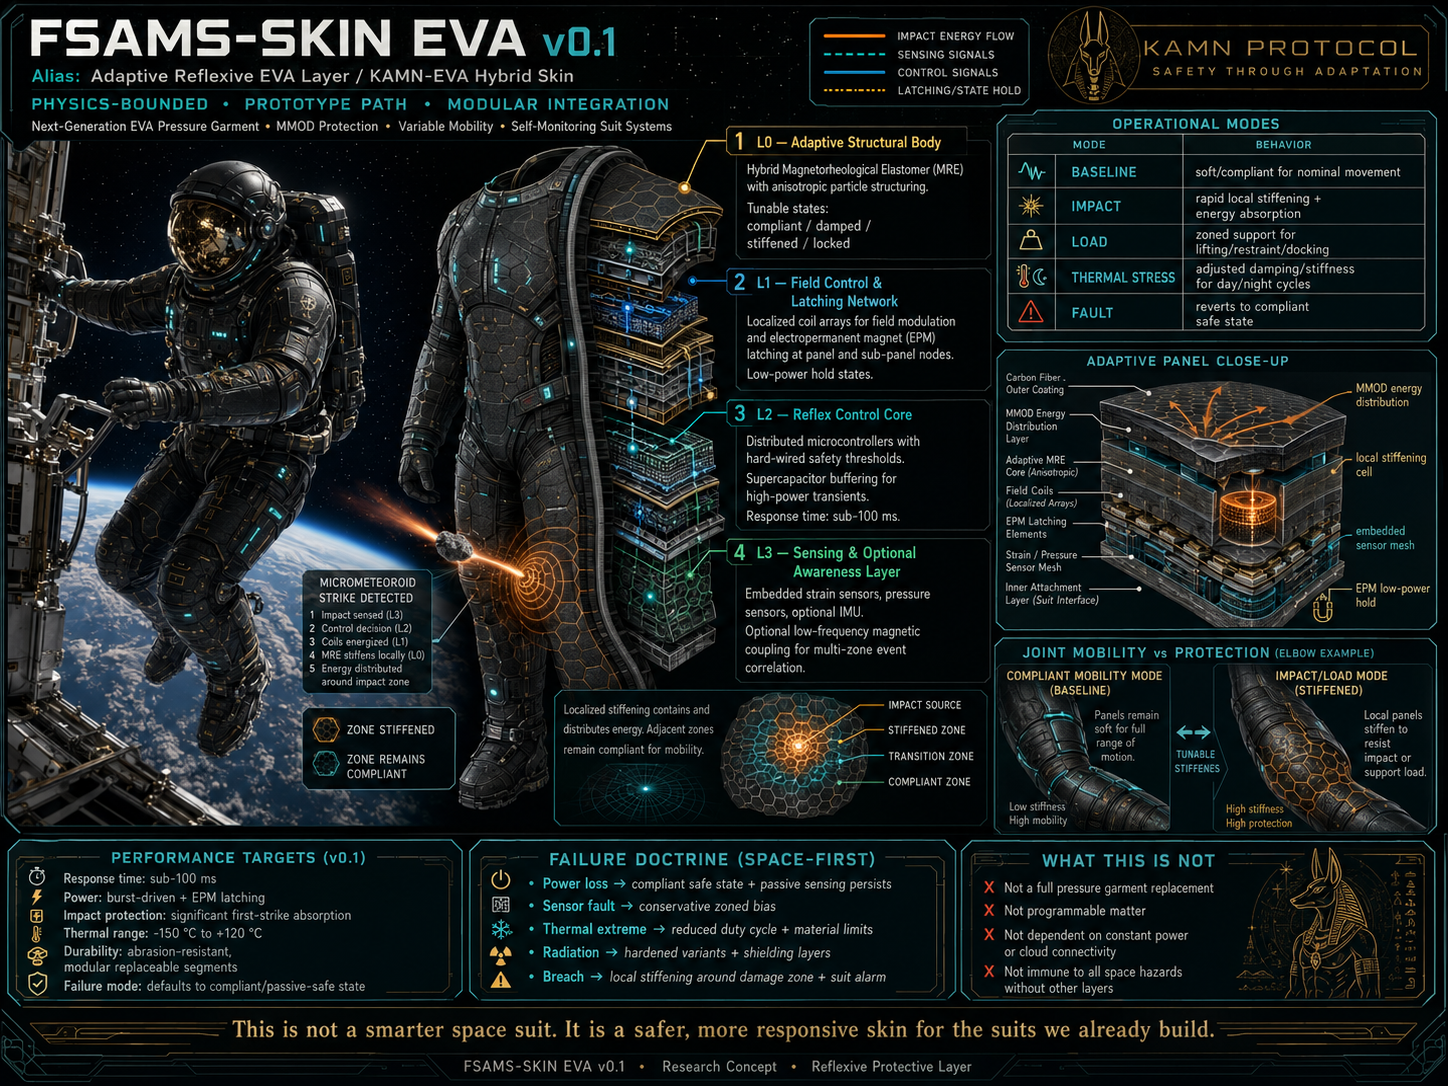 FSAMS-SKIN EVA v0.1
Alias: Adaptive Reflexive EVA Layer / KAMN-EVA Hybrid Skin
PHYSICS-BOUNDED • PROTOTYPE PATH • MODULAR INTEGRATION
Next-Generation EVA Pressure Garment • MMOD Protection • Variable Mobility • Self-Monitoring Suit Systems
IMPACT ENERGY FLOW
SENSING SIGNALS
CONTROL SIGNALS
LATCHING/STATE HOLD
KAMN PROTOCOL
SAFETY THROUGH ADAPTATION
1 L0 — Adaptive Structural Body
Hybrid Magnetorheological Elastomer (MRE)
with anisotropic particle structuring.
Tunable states:
compliant / damped /
stiffened / locked
2 L1 — Field Control &
Latching Network
Localized coil arrays for field modulation
and electropermanent magnet (EPM)
latching at panel and sub-panel nodes.
Low-power hold states.
3 L2 — Reflex Control Core
Distributed microcontrollers with
hard-wired safety thresholds.
Supercapacitor buffering for
high-power transients.
Response time: sub-100 ms.
4 L3 — Sensing & Optional
Awareness Layer
Embedded strain sensors, pressure
sensors, optional IMU.
Optional low-frequency magnetic
coupling for multi-zone event
correlation.
MICROMETEOROID
STRIKE DETECTED
1 Impact sensed (L3)
2 Control decision (L2)
3 Coils energized (L1)
4 MRE stiffens locally (L0)
5 Energy distributed
around impact zone
ZONE STIFFENED
ZONE REMAINS
COMPLIANT
Localized stiffening contains and
distributes energy. Adjacent zones
remain compliant for mobility.
IMPACT SOURCE
STIFFENED ZONE
TRANSITION ZONE
COMPLIANT ZONE
OPERATIONAL MODES
MODE BEHAVIOR
BASELINE soft/compliant for nominal movement
IMPACT rapid local stiffening +
energy absorption
LOAD zoned support for
lifting/restraint/docking
THERMAL STRESS adjusted damping/stiffness
for day/night cycles
FAULT reverts to compliant
safe state
ADAPTIVE PANEL CLOSE-UP
Carbon Fiber
Outer Coating
MMOD Energy
Distribution
Layer
Adaptive MRE
Core (Anisotropic)
Field Coils
(Localized Arrays)
EPM Latching
Elements
Strain / Pressure
Sensor Mesh
Inner Attachment
Layer (Suit Interface)
MMOD energy
distribution
local stiffening
cell
embedded
sensor mesh
EPM low-power
hold
JOINT MOBILITY vs PROTECTION (ELBOW EXAMPLE)
COMPLIANT MOBILITY MODE
(BASELINE)
Panels remain
soft for full
range of
motion.
Low stiffness
High mobility
TUNABLE
STIFFENES
IMPACT/LOAD MODE
(STIFFENED)
Local panels
stiffen to
resist
impact or
support load.
High stiffness
High protection
PERFORMANCE TARGETS (v0.1)
Response time: sub-100 ms
Power: burst-driven + EPM latching
Impact protection: significant first-strike absorption
Thermal range: -150 °C to +120 °C
Durability: abrasion-resistant,
modular replaceable segments
Failure mode: defaults to compliant/passive-safe state
FAILURE DOCTRINE (SPACE-FIRST)
• Power loss → compliant safe state + passive sensing persists
• Sensor fault → conservative zoned bias
• Thermal extreme → reduced duty cycle + material limits
• Radiation → hardened variants + shielding layers
• Breach → local stiffening around damage zone + suit alarm
WHAT THIS IS NOT
X Not a full pressure garment replacement
X Not programmable matter
X Not dependent on constant power
or cloud connectivity
X Not immune to all space hazards
without other layers
This is not a smarter space suit. It is a safer, more responsive skin for the suits we already build.
FSAMS-SKIN EVA v0.1 • Research Concept • Reflexive Protective Layer